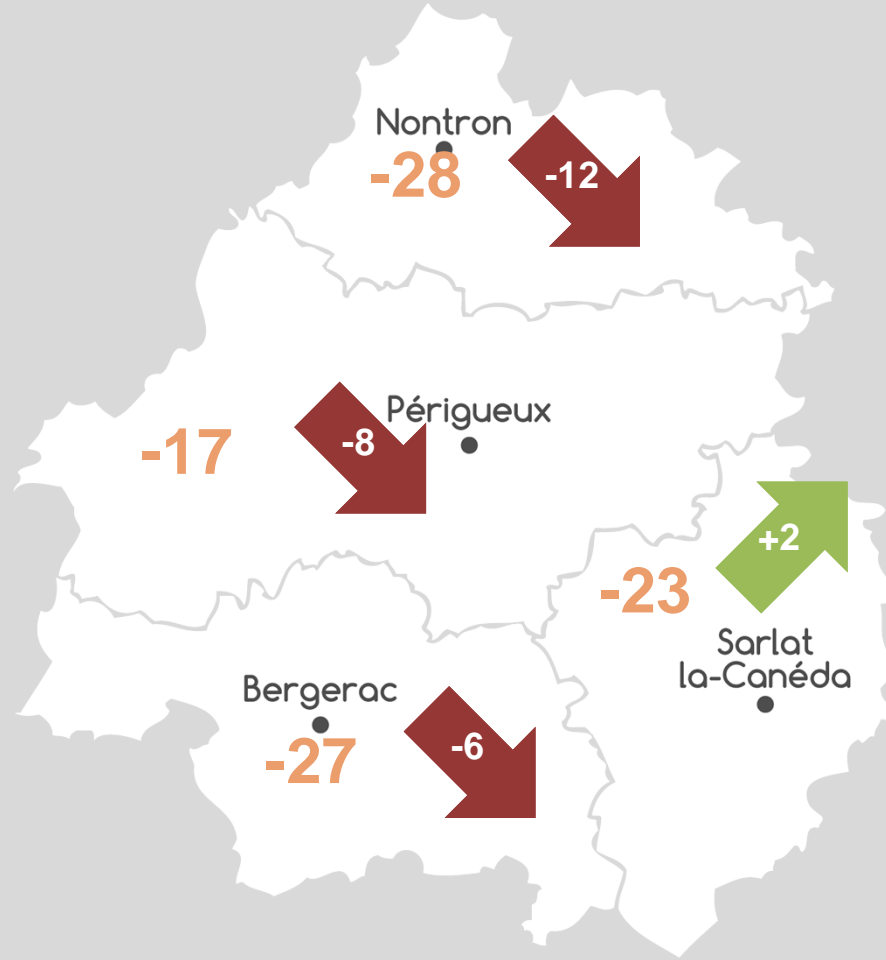 Nontron
-28
-12
Périgueux
-17
-8
+2
-23
Sarlat
la-Canéda
Bergerac
-27
-6